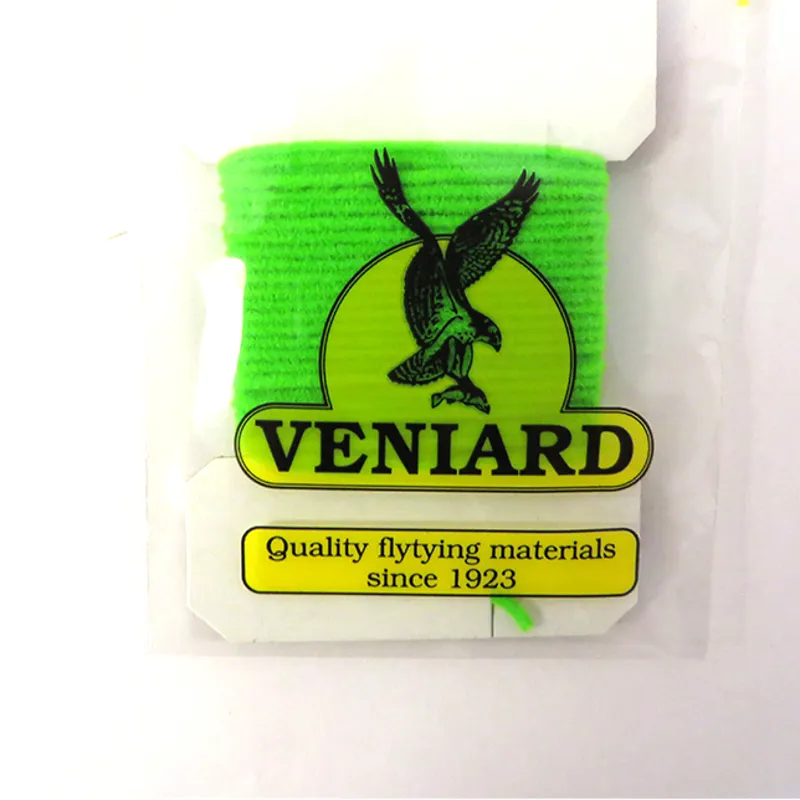 VENIARD
Quality flytying materials
since 1923